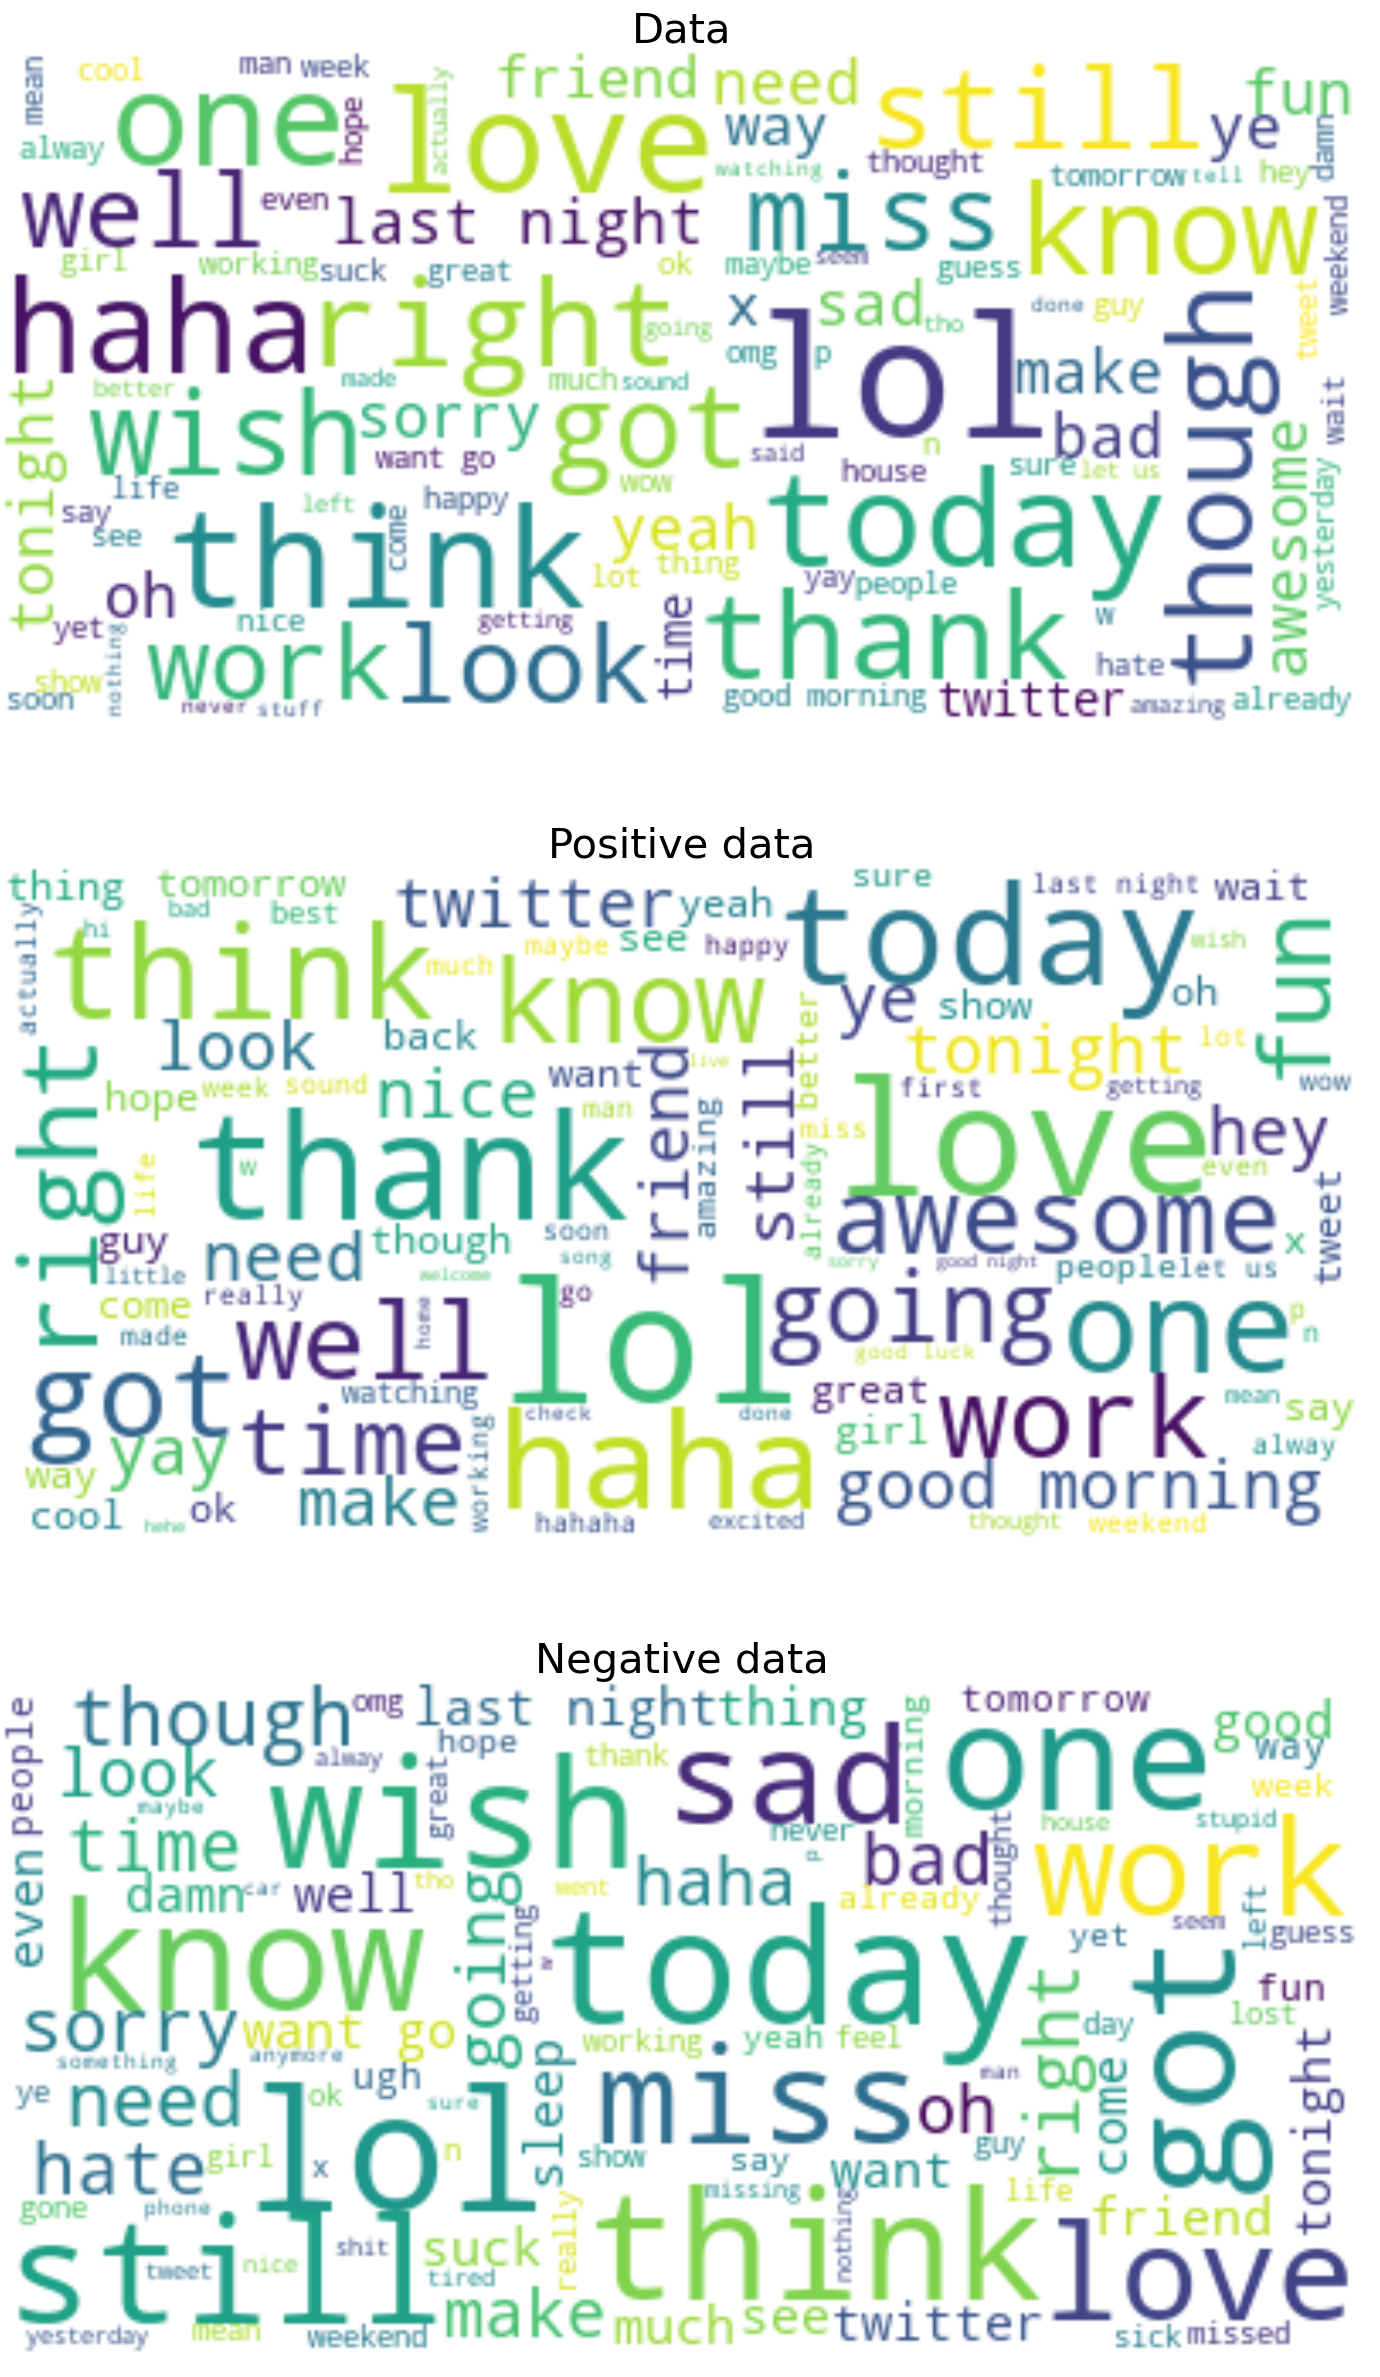 Data
mean
cool
man
week
friend
need
still
fun
one
hope
love
actually
way
ye
damn
alway
watching
thought
tomorrow
tell
hey
well
even
last night
miss
know
weekend
girl
working
suck
great
ok
maybe
seem
guess
haha
right
going
x
sad
tho
done
guy
tweet
omg
p
lol
make
though
better
made
much
sound
tonight
wish
sorry
got
bad
wait
want go
said
n
house
sure
let us
awesome
life
left
happy
wow
today
yesterday
say
see
think
come
yeah
lot
thing
oh
yay
people
yet
nothing
nice
getting
time
thank
w
work
look
hate
show
soon
never
stuff
good morning
twitter
amazing
already
Positive data
thing
tomorrow
twitter
yeah
sure
last night
wait
bad
best
today
actually
hi
think
much
maybe
see
happy
wish
fun
know
ye
show
oh
look
back
better
tonight
lot
right
hope
week
sound
nice
want
friend
live
still
first
getting
wow
man
love
hey
life
w
thank
amazing
miss
already
even
awesome
tweet
guy
need
though
soon
song
x
little
welcome
sorry
good night
people
let us
come
really
go
going
one
p
n
made
well
home
lol
good luck
got
watching
great
mean
say
check
done
time
working
haha
girl
work
alway
way
yay
good morning
cool
hehe
ok
make
hahaha
excited
thought
weekend
Negative data
people
though
omg
last night
thing
morning
tomorrow
good
look
alway
hope
great
thank
sad
one
way
maybe
wish
week
time
never
house
stupid
even
damn
car
well
going
tho
went
haha
p
bad
already
thought
work
know
getting
w
today
seem
left
guess
yet
got
fun
sorry
want go
working
yeah
feel
right
day
lost
something
anymore
ye
need
ok
ugh
sure
sleep
miss
oh
man
come
tonight
hate
girl
lol
x
n
show
say
want
guy
gone
phone
missing
life
still
tweet
nice
shit
suck
tired
really
think
nothing
friend
love
yesterday
mean
weekend
make
much
see
twitter
sick
missed